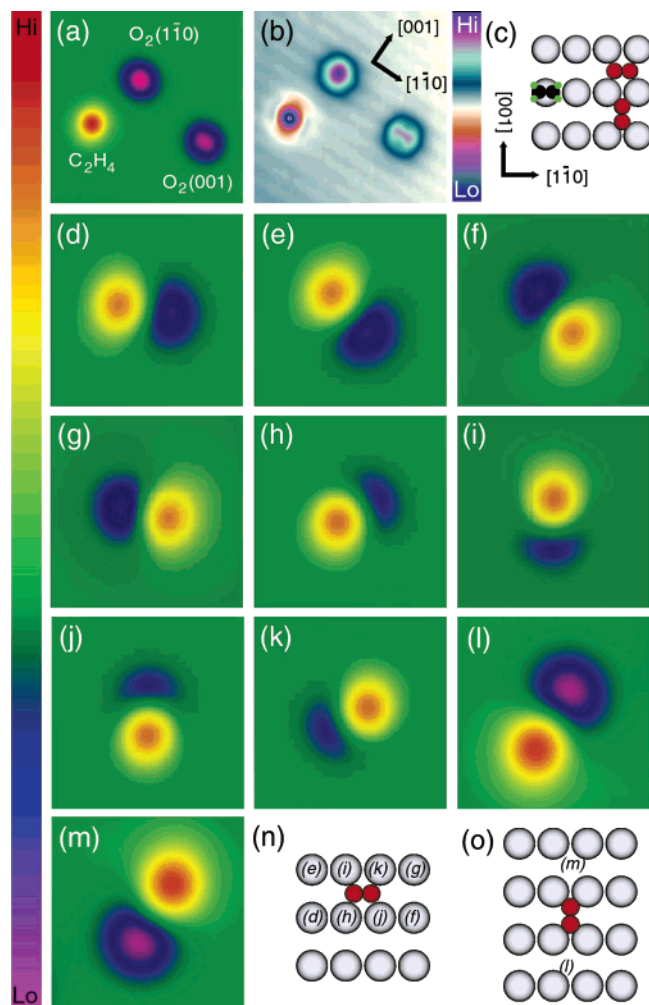 Hi
(a)
O₂(11̄0)
C₂H₄
O₂(001)
(b)
[001]
[11̄0]
Hi
Lo
(c)
[001]
[11̄0]
(d)
(e)
(f)
(g)
(h)
(i)
(j)
(k)
(l)
(m)
(n)
(e) (i) (k) (g)
(d) (h) (j) (f)
(o)
(m)
(l)
Lo